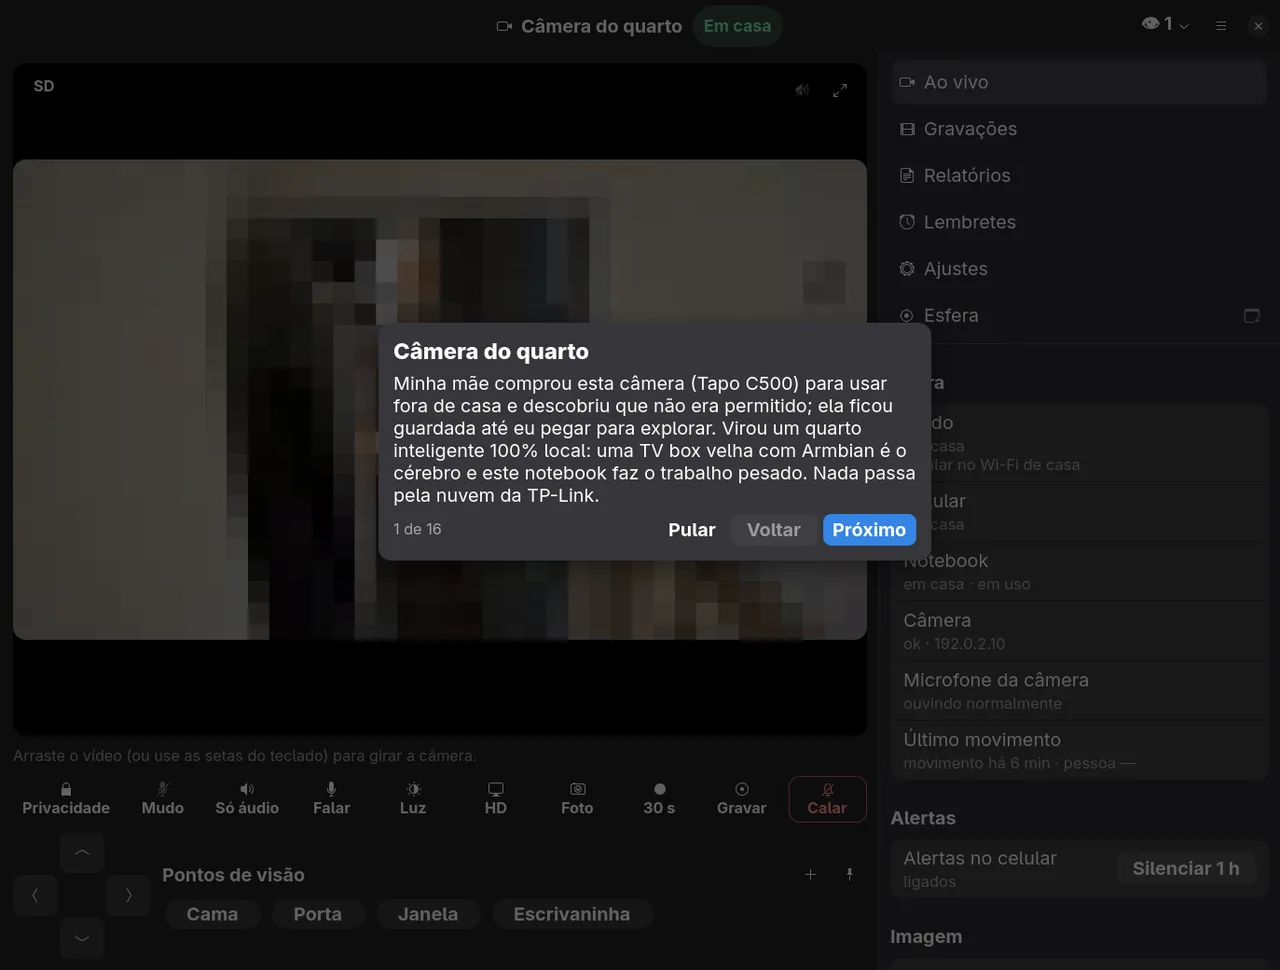 Câmera do quarto
Em casa
1
SD
Ao vivo
Gravações
Relatórios
Lembretes
Ajustes
Esfera
Câmera do quarto
Minha mãe comprou esta câmera (Tapo C500) para usar
fora de casa e descobriu que não era permitido; ela ficou
guardada até eu pegar para explorar. Virou um quarto
inteligente 100% local: uma TV box velha com Armbian é o
cérebro e este notebook faz o trabalho pesado. Nada passa
pela nuvem da TP-Link.
1 de 16
Pular
Voltar
Próximo
casa
no Wi-Fi de casa
casa
Notebook
em casa · em uso
Câmera
ok · 192.0.2.10
Microfone da câmera
ouvindo normalmente
Último movimento
movimento há 6 min · pessoa —
Alertas
Alertas no celular
ligados
Silenciar 1 h
Imagem
Arraste o vídeo (ou use as setas do teclado) para girar a câmera.
Privacidade
Mudo
Só áudio
Falar
Luz
HD
Foto
30 s
Gravar
Calar
Pontos de visão
Cama
Porta
Janela
Escrivaninha